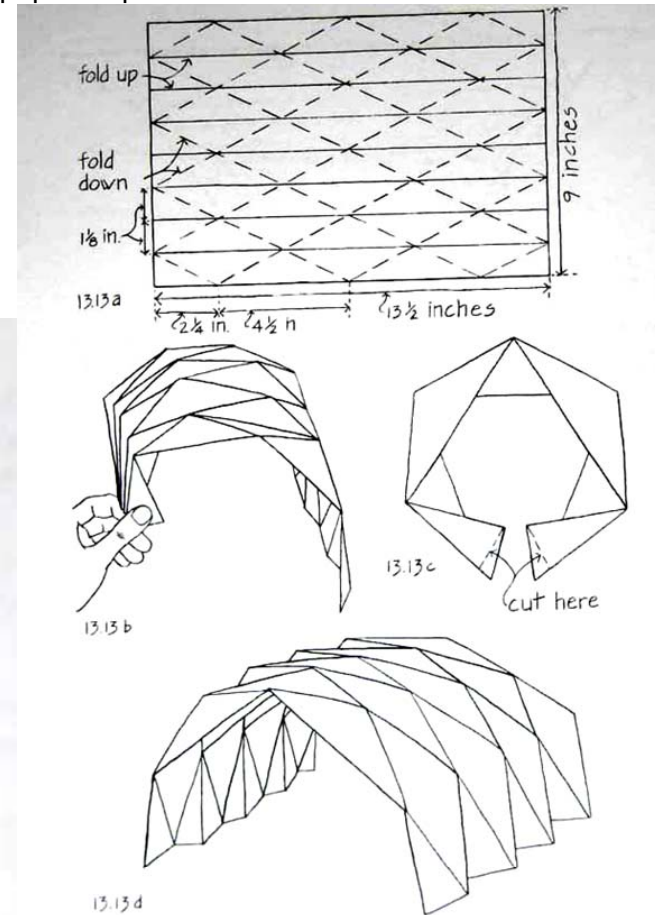 fold up
fold
down
1⅛ in.
9 inches
13.13a
2¼ in.
4½ n
13½ inches
13.13b
13.13c
cut here
13.13d